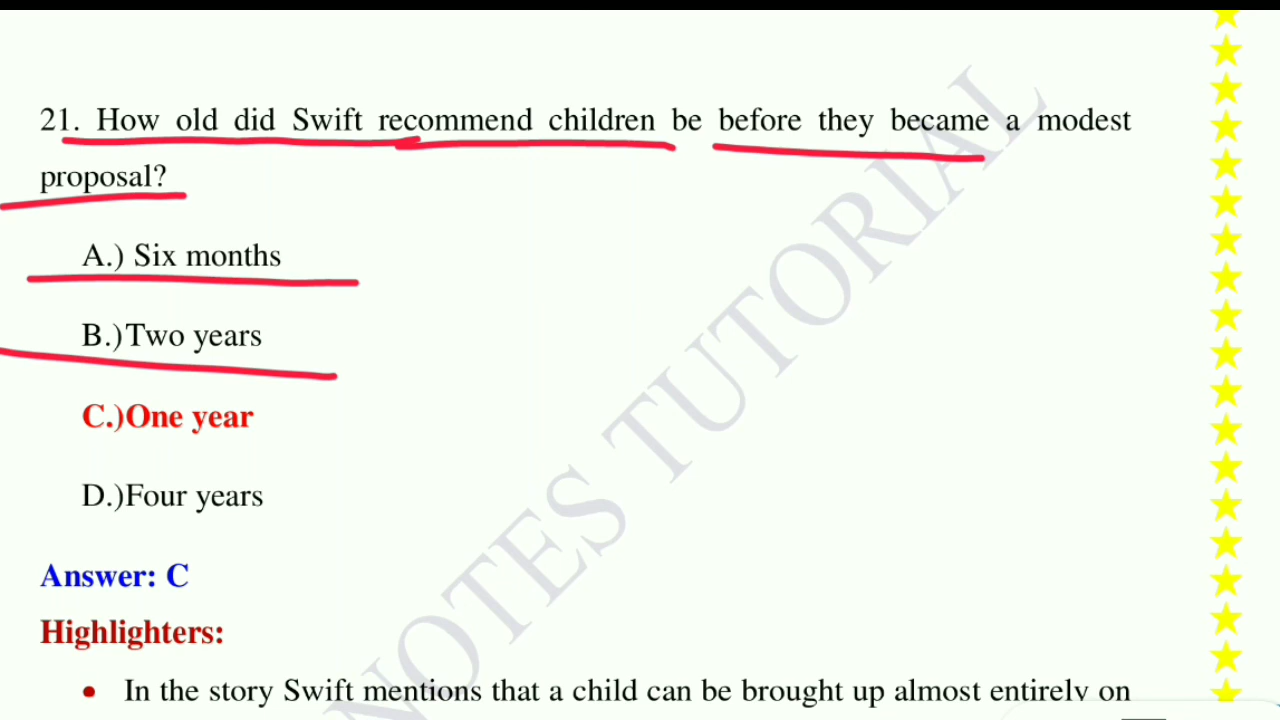 21. How old did Swift recommend children be before they became a modest
proposal?
A.) Six months
B.)Two years
C.)One year
D.)Four years
Answer: C
Highlighters:
• In the story Swift mentions that a child can be brought up almost entirely on
NOTES TUTORIAL